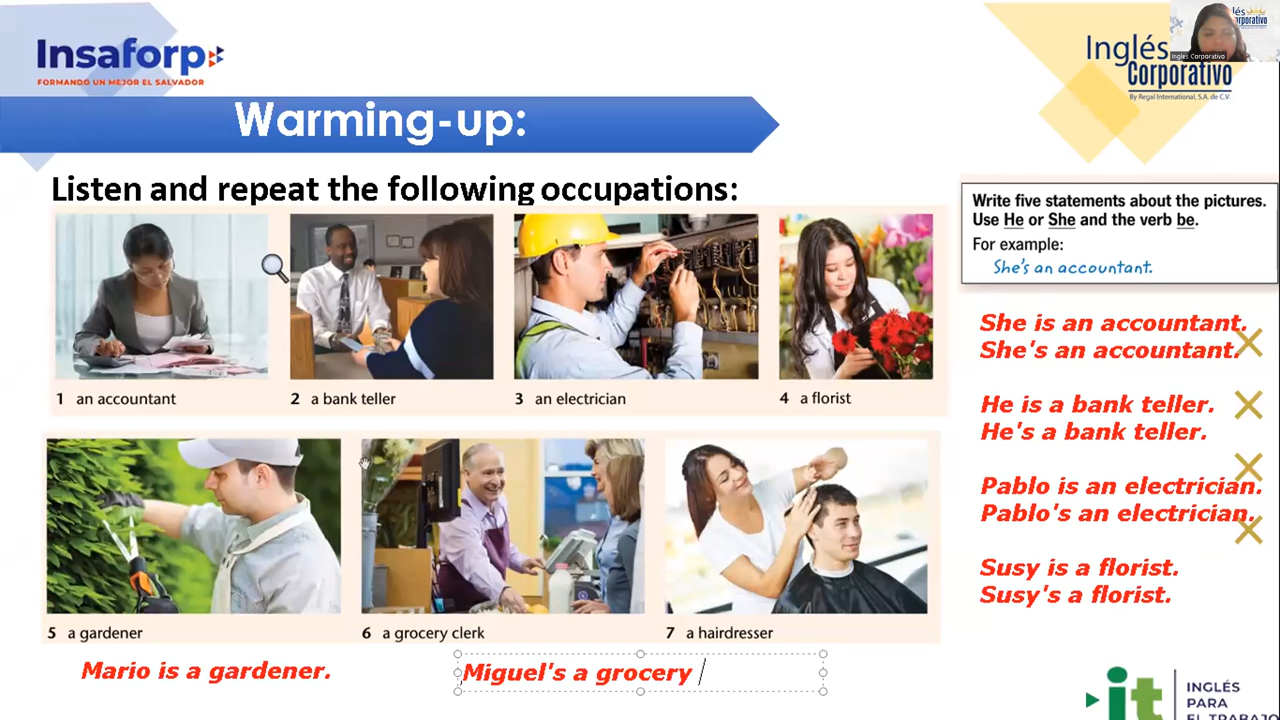 Insaforp
FORMANDO UN MEJOR EL SALVADOR
Inglés
Corporativo
By Regal International, S.A. de C.V.
Inglés Corporativo
Warming-up:
Listen and repeat the following occupations:
Write five statements about the pictures.
Use He or She and the verb be.
For example:
She's an accountant.
1 an accountant
2 a bank teller
3 an electrician
4 a florist
She is an accountant.
She's an accountant.
He is a bank teller.
He's a bank teller.
Pablo is an electrician.
Pablo's an electrician.
Susy is a florist.
Susy's a florist.
5 a gardener
6 a grocery clerk
7 a hairdresser
Mario is a gardener.
Miguel's a grocery
it
INGLÉS
PARA
EL TRABAJO